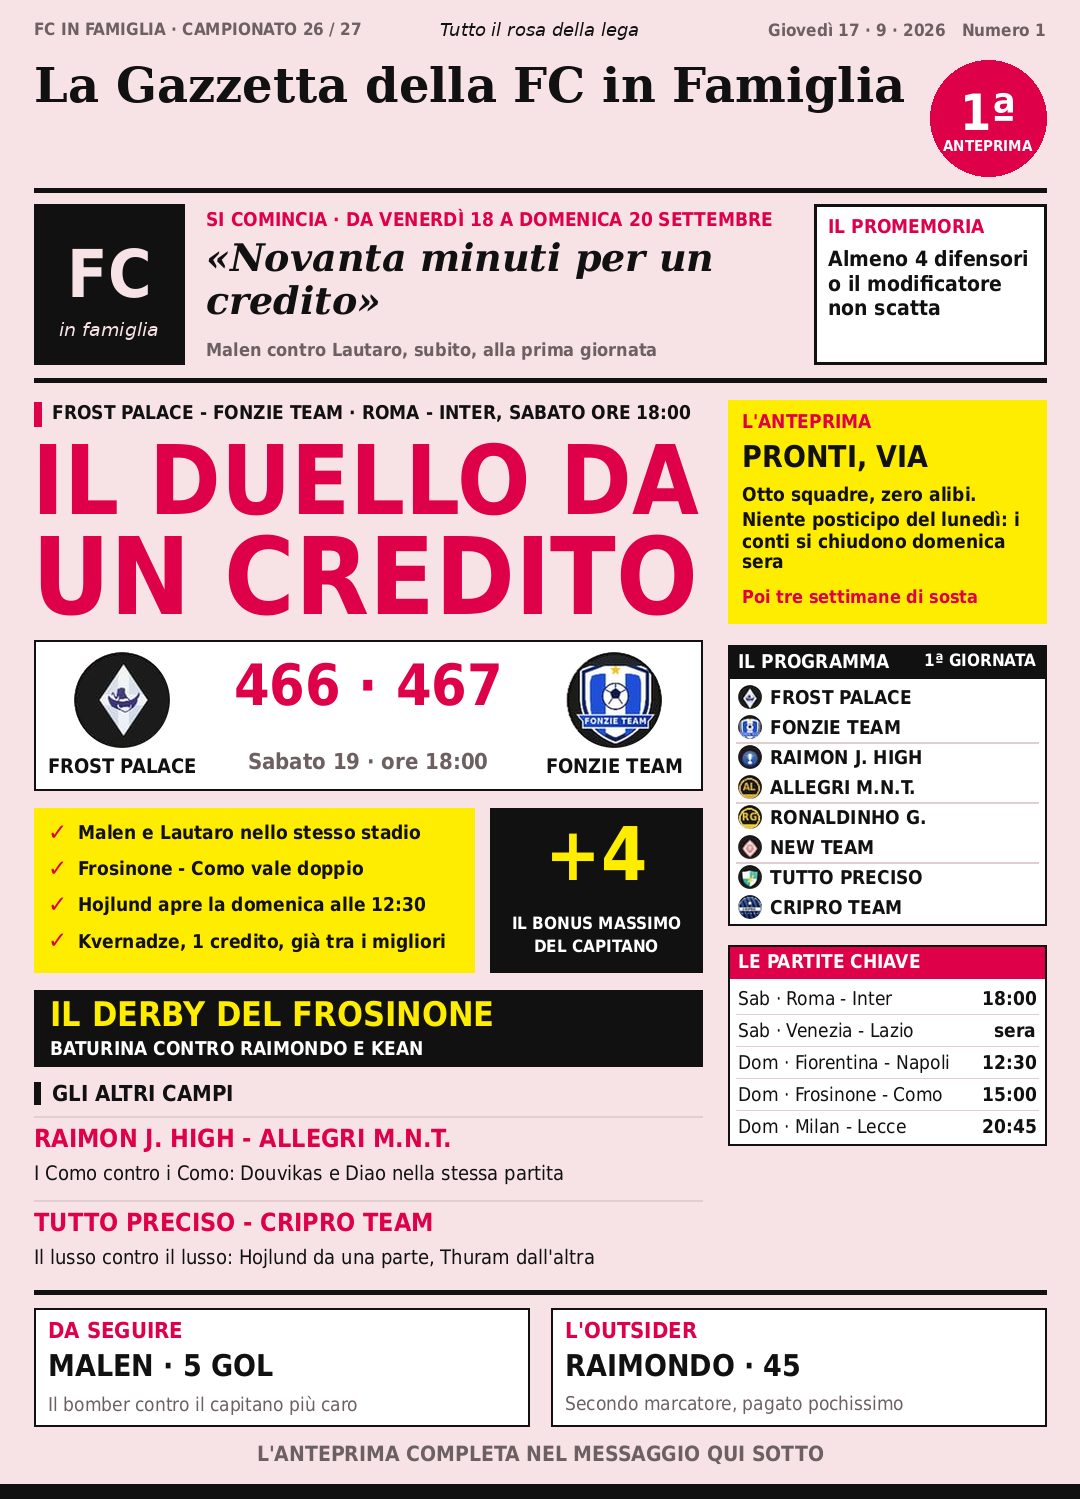 FC IN FAMIGLIA · CAMPIONATO 26 / 27
Tutto il rosa della lega
Giovedì 17 · 9 · 2026 Numero 1
La Gazzetta della FC in Famiglia
1ª
ANTEPRIMA
FC
in famiglia
SI COMINCIA · DA VENERDÌ 18 A DOMENICA 20 SETTEMBRE
«Novanta minuti per un
credito»
Malen contro Lautaro, subito, alla prima giornata
IL PROMEMORIA
Almeno 4 difensori
o il modificatore
non scatta
FROST PALACE - FONZIE TEAM · ROMA - INTER, SABATO ORE 18:00
IL DUELLO DA
UN CREDITO
466 · 467
FONZIE TEAM
Sabato 19 · ore 18:00
FROST PALACE
FONZIE TEAM
✓ Malen e Lautaro nello stesso stadio
✓ Frosinone - Como vale doppio
✓ Hojlund apre la domenica alle 12:30
✓ Kvernadze, 1 credito, già tra i migliori
+4
IL BONUS MASSIMO
DEL CAPITANO
IL DERBY DEL FROSINONE
BATURINA CONTRO RAIMONDO E KEAN
GLI ALTRI CAMPI
RAIMON J. HIGH - ALLEGRI M.N.T.
I Como contro i Como: Douvikas e Diao nella stessa partita
TUTTO PRECISO - CRIPRO TEAM
Il lusso contro il lusso: Hojlund da una parte, Thuram dall'altra
L'ANTEPRIMA
PRONTI, VIA
Otto squadre, zero alibi.
Niente posticipo del lunedì: i
conti si chiudono domenica
sera
Poi tre settimane di sosta
IL PROGRAMMA 1ª GIORNATA
FROST PALACE
FONZIE TEAM
RAIMON J. HIGH
AL ALLEGRI M.N.T.
RG RONALDINHO G.
NEW TEAM
TUTTO PRECISO
CRIPRO TEAM
LE PARTITE CHIAVE
Sab · Roma - Inter 18:00
Sab · Venezia - Lazio sera
Dom · Fiorentina - Napoli 12:30
Dom · Frosinone - Como 15:00
Dom · Milan - Lecce 20:45
DA SEGUIRE
MALEN · 5 GOL
Il bomber contro il capitano più caro
L'OUTSIDER
RAIMONDO · 45
Secondo marcatore, pagato pochissimo
L'ANTEPRIMA COMPLETA NEL MESSAGGIO QUI SOTTO